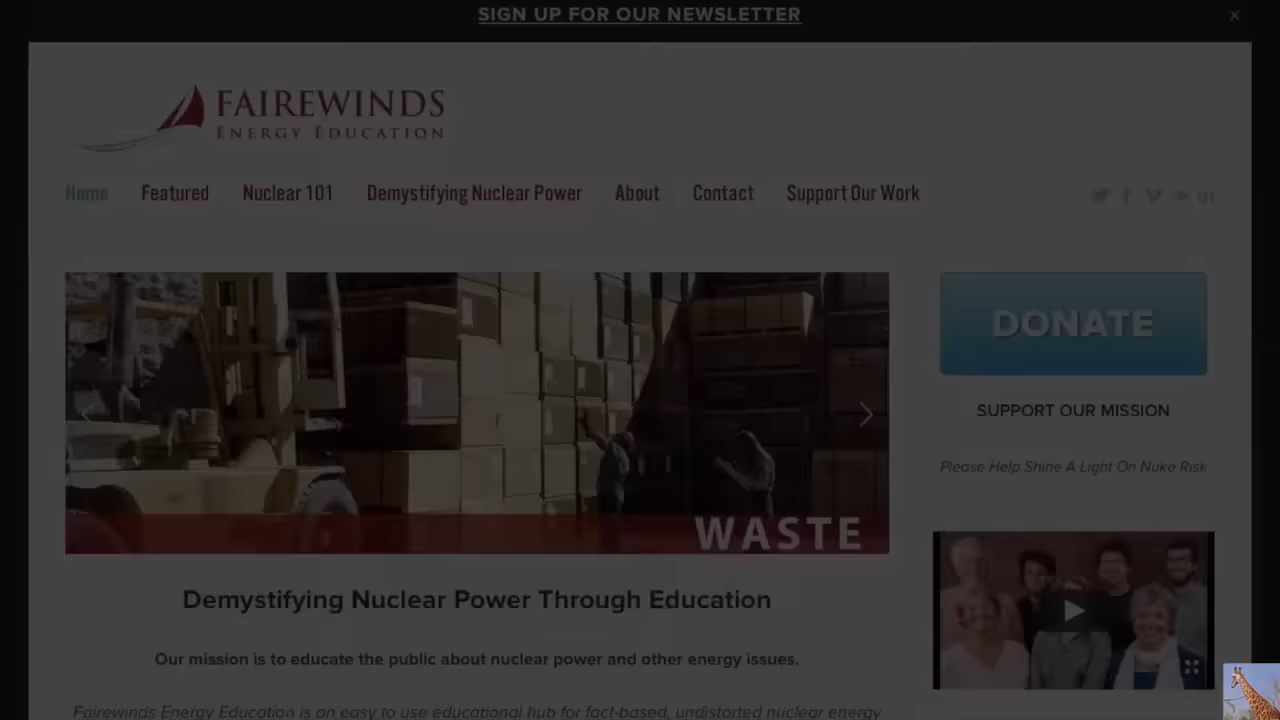 SIGN UP FOR OUR NEWSLETTER
×
FAIREWINDS
ENERGY EDUCATION
Home Featured Nuclear 101 Demystifying Nuclear Power About Contact Support Our Work
DONATE
SUPPORT OUR MISSION
Please Help Shine A Light On Nuke Risk
WASTE
Demystifying Nuclear Power Through Education
Our mission is to educate the public about nuclear power and other energy issues.
Fairewinds Energy Education is an easy to use educational hub for fact-based, undistorted nuclear energy